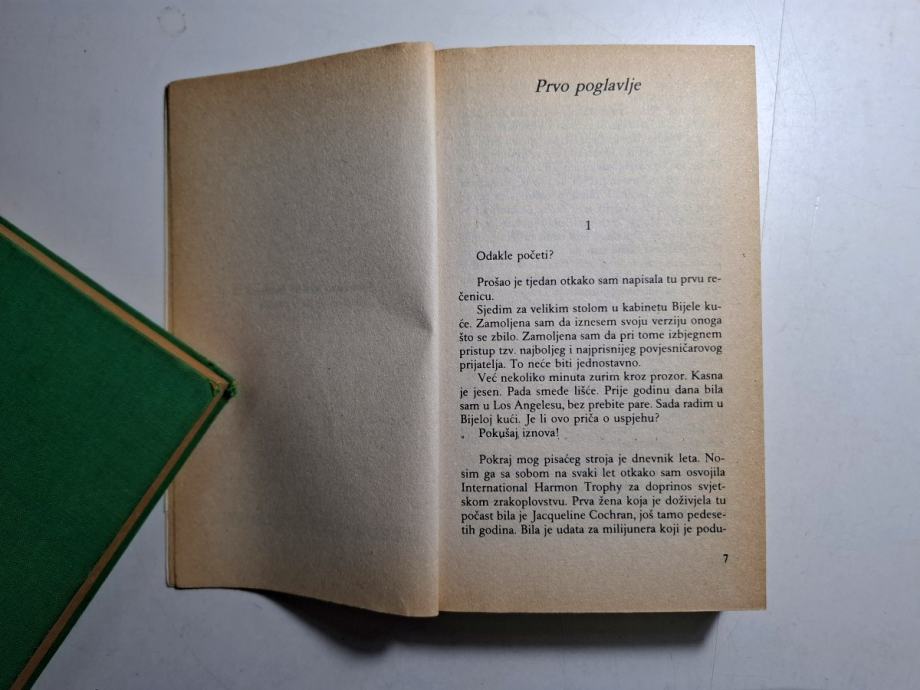 Prvo poglavlje
1
Odakle početi?
Prošao je tjedan otkako sam napisala tu prvu re-
čenicu.
Sjedim za velikim stolom u kabinetu Bijele ku-
će. Zamoljena sam da iznesem svoju verziju onoga
što se zbilo. Zamoljena sam da pri tome izbjegnem
pristup tzv. najboljeg i najprisnijeg povjesničarovog
prijatelja. To neće biti jednostavno.
Već nekoliko minuta zurim kroz prozor. Kasna
je jesen. Pada smeđe lišće. Prije godinu dana bila
sam u Los Angelesu, bez prebite pare. Sada radim u
Bijeloj kući. Je li ovo priča o uspjehu?
Pokušaj iznova!
Pokraj mog pisaćeg stroja je dnevnik leta. No-
sim ga sa sobom na svaki let otkako sam osvojila
International Harmon Trophy za doprinos svjet-
skom zrakoplovstvu. Prva žena koja je doživjela tu
počast bila je Jacqueline Cochran, još tamo pedese-
tih godina. Bila je udata za milijunera koji je podu-
7